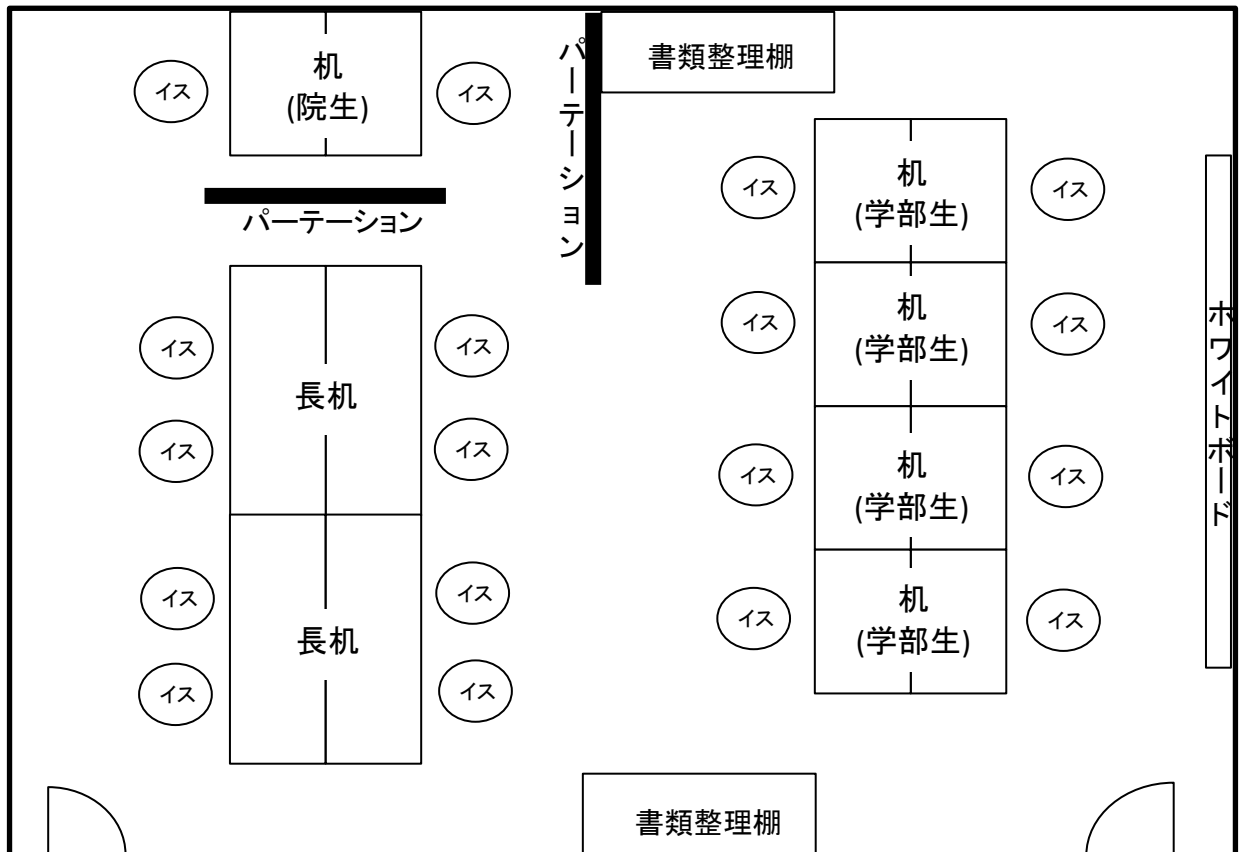 イス
机
(院生)
イス
パーテーション
パーテーション
書類整理棚
イス
イス
長机
イス
イス
イス
イス
長机
イス
イス
イス
机
(学部生)
イス
イス
机
(学部生)
イス
イス
机
(学部生)
イス
イス
机
(学部生)
イス
ホワイトボード
書類整理棚